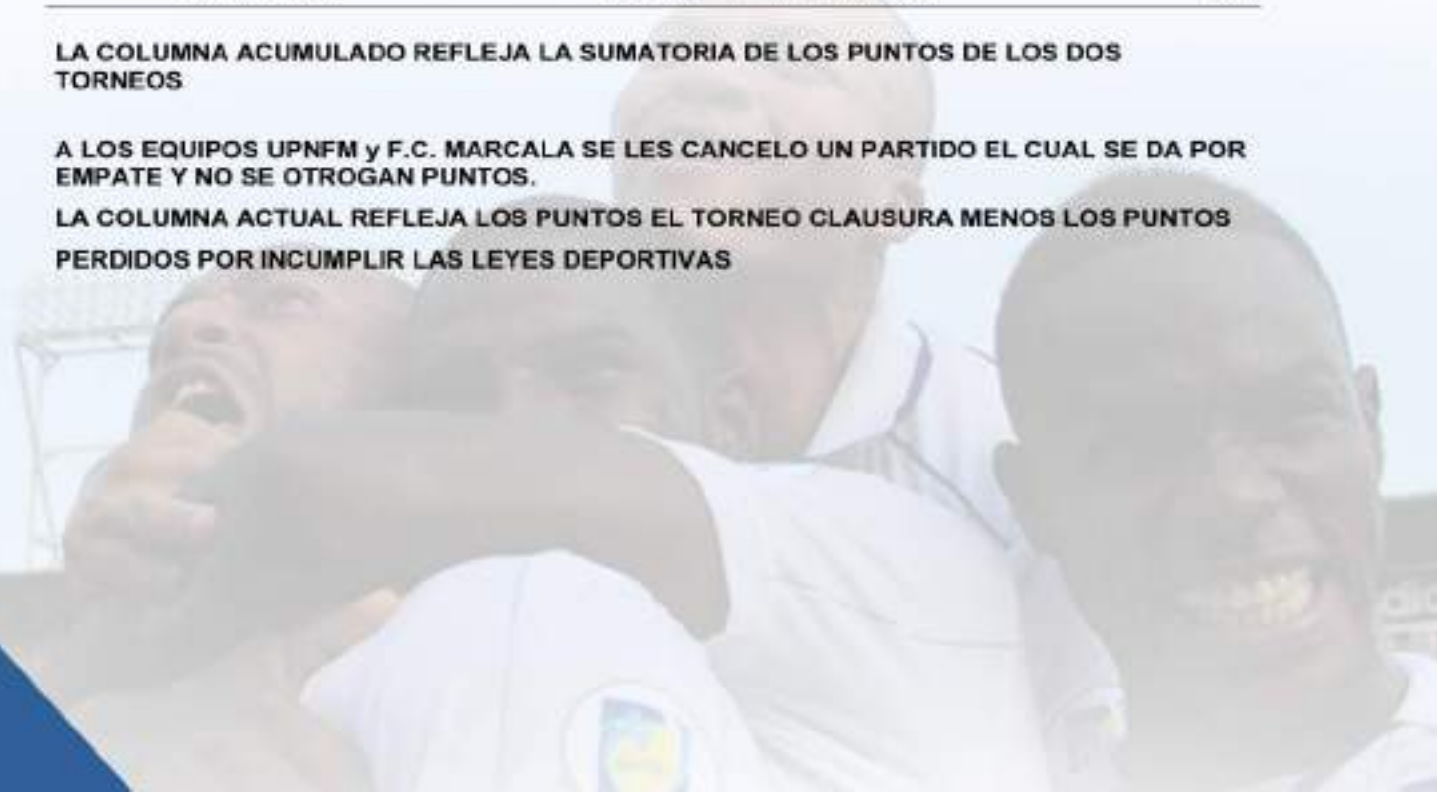 LA COLUMNA ACUMULADO REFLEJA LA SUMATORIA DE LOS PUNTOS DE LOS DOS
TORNEOS
A LOS EQUIPOS UPNFM y F.C. MARCALA SE LES CANCELO UN PARTIDO EL CUAL SE DA POR
EMPATE Y NO SE OTROGAN PUNTOS.
LA COLUMNA ACTUAL REFLEJA LOS PUNTOS EL TORNEO CLAUSURA MENOS LOS PUNTOS
PERDIDOS POR INCUMPLIR LAS LEYES DEPORTIVAS